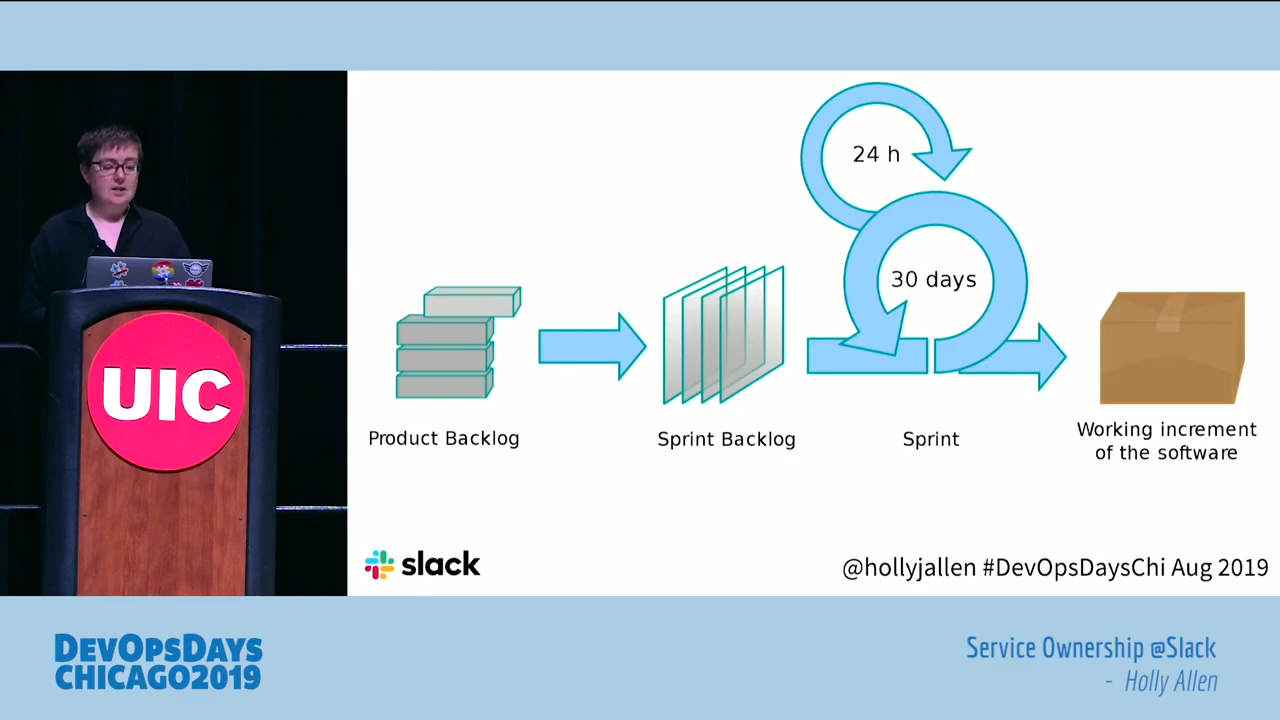 24 h
30 days
Product Backlog
Sprint Backlog
Sprint
Working increment
of the software
UIC
slack
@hollyjallen #DevOpsDaysChi Aug 2019
DEVOPSDAYS
CHICAGO2019
Service Ownership @Slack
- Holly Allen